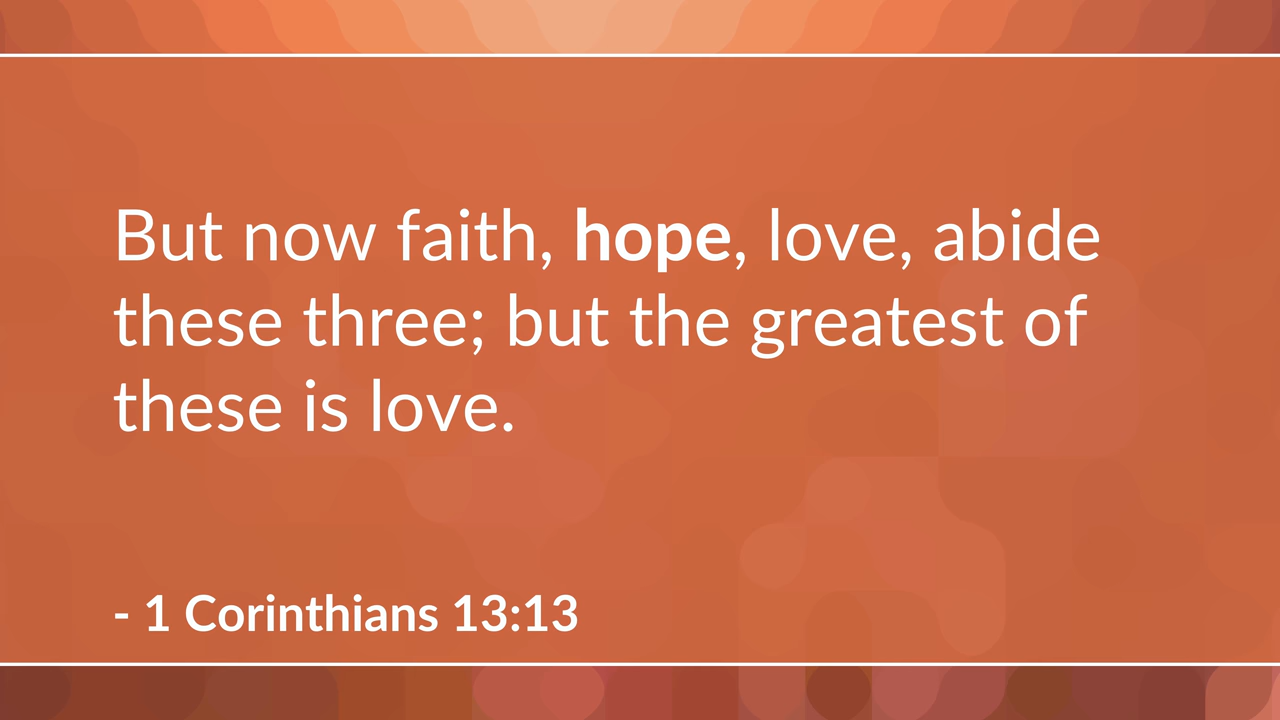 But now faith, hope, love, abide
these three; but the greatest of
these is love.
- 1 Corinthians 13:13